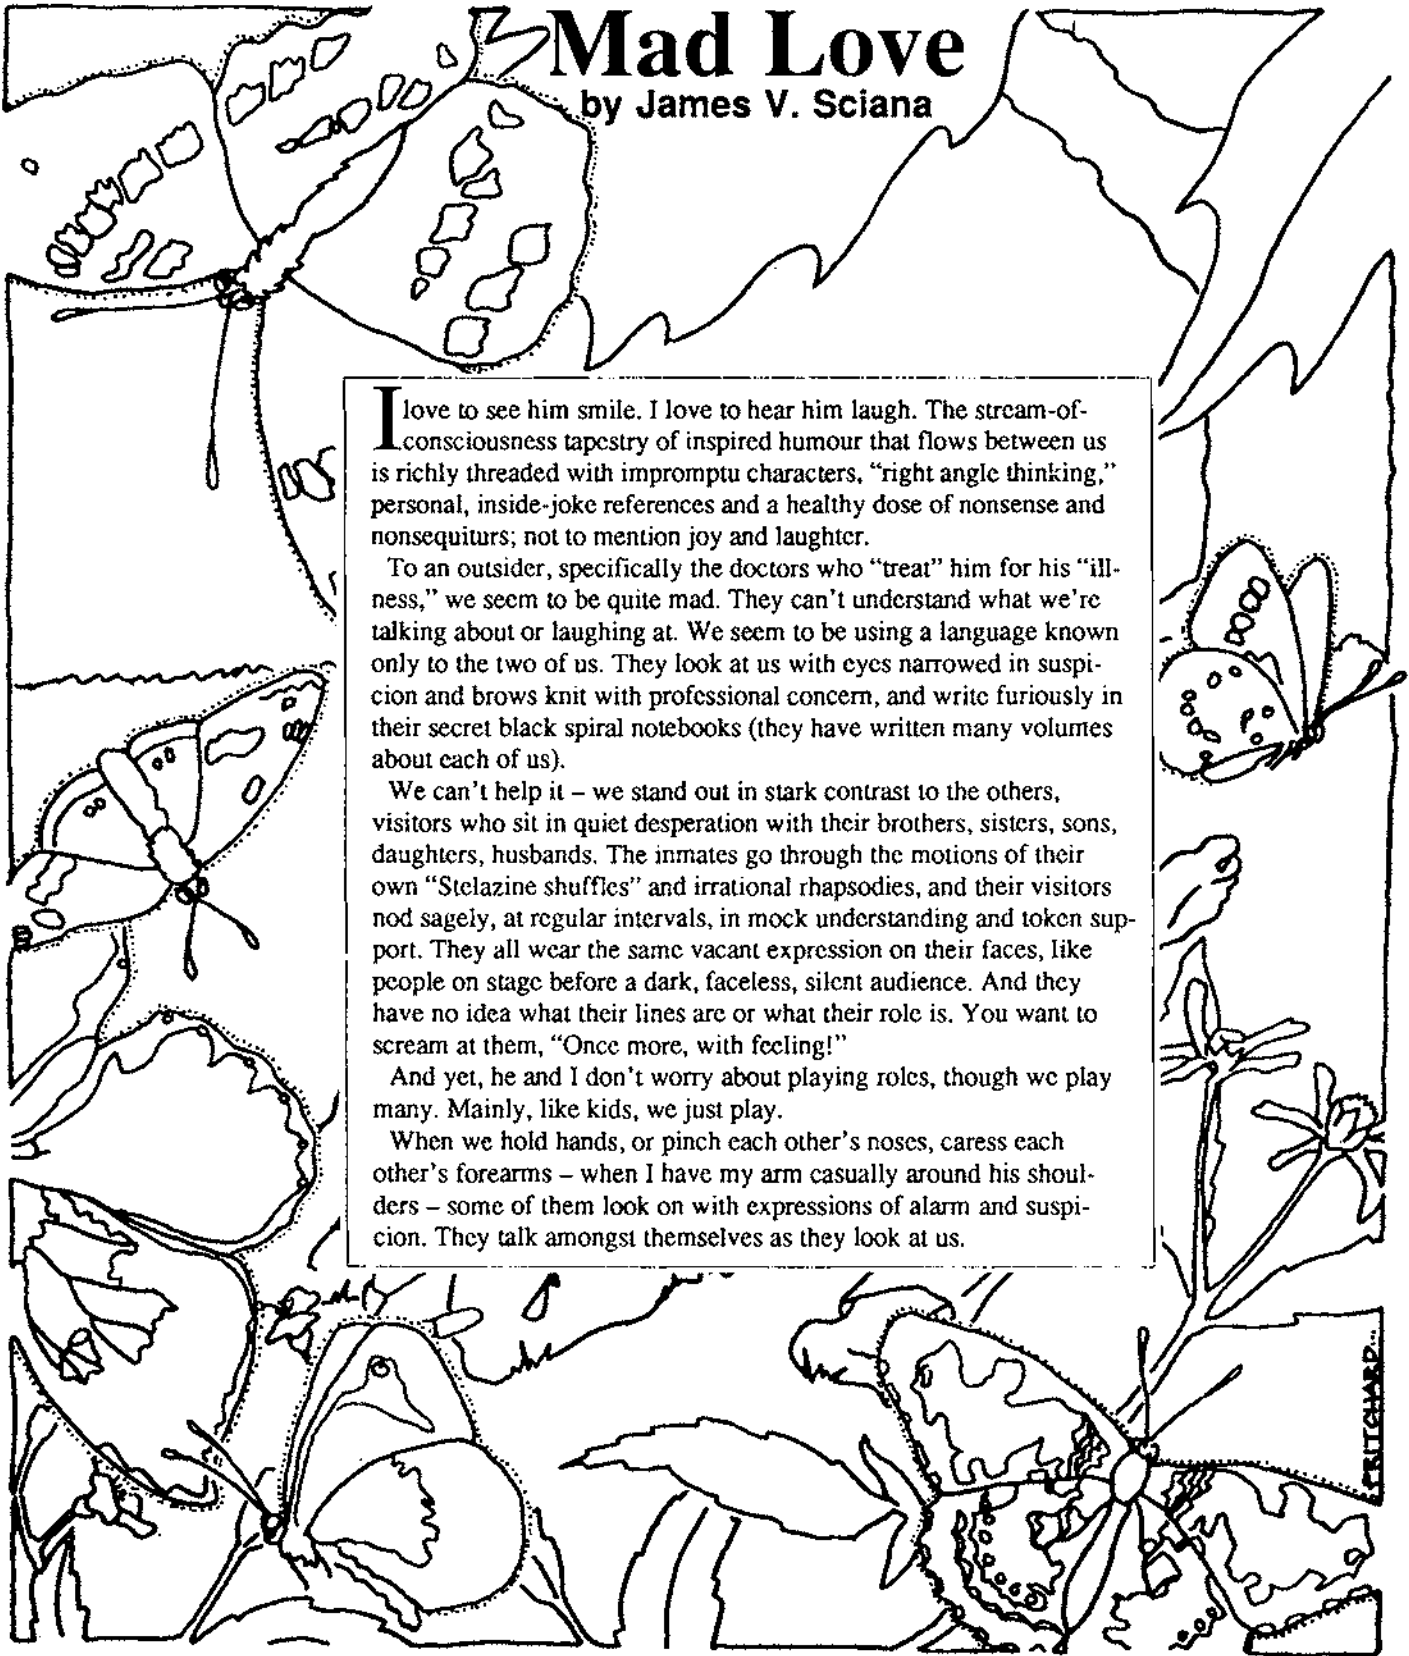 Mad Love
by James V. Sciana
I love to see him smile. I love to hear him laugh. The stream-of-
consciousness tapestry of inspired humour that flows between us
is richly threaded with impromptu characters, “right angle thinking,”
personal, inside-joke references and a healthy dose of nonsense and
nonsequiturs; not to mention joy and laughter.
To an outsider, specifically the doctors who “treat” him for his “ill-
ness,” we seem to be quite mad. They can’t understand what we’re
talking about or laughing at. We seem to be using a language known
only to the two of us. They look at us with eyes narrowed in suspi-
cion and brows knit with professional concern, and write furiously in
their secret black spiral notebooks (they have written many volumes
about each of us).
We can’t help it – we stand out in stark contrast to the others,
visitors who sit in quiet desperation with their brothers, sisters, sons,
daughters, husbands. The inmates go through the motions of their
own “Stelazine shuffles” and irrational rhapsodies, and their visitors
nod sagely, at regular intervals, in mock understanding and token sup-
port. They all wear the same vacant expression on their faces, like
people on stage before a dark, faceless, silent audience. And they
have no idea what their lines are or what their role is. You want to
scream at them, “Once more, with feeling!”
And yet, he and I don’t worry about playing roles, though we play
many. Mainly, like kids, we just play.
When we hold hands, or pinch each other’s noses, caress each
other’s forearms – when I have my arm casually around his shoul-
ders – some of them look on with expressions of alarm and suspi-
cion. They talk amongst themselves as they look at us.
PRITCHARD